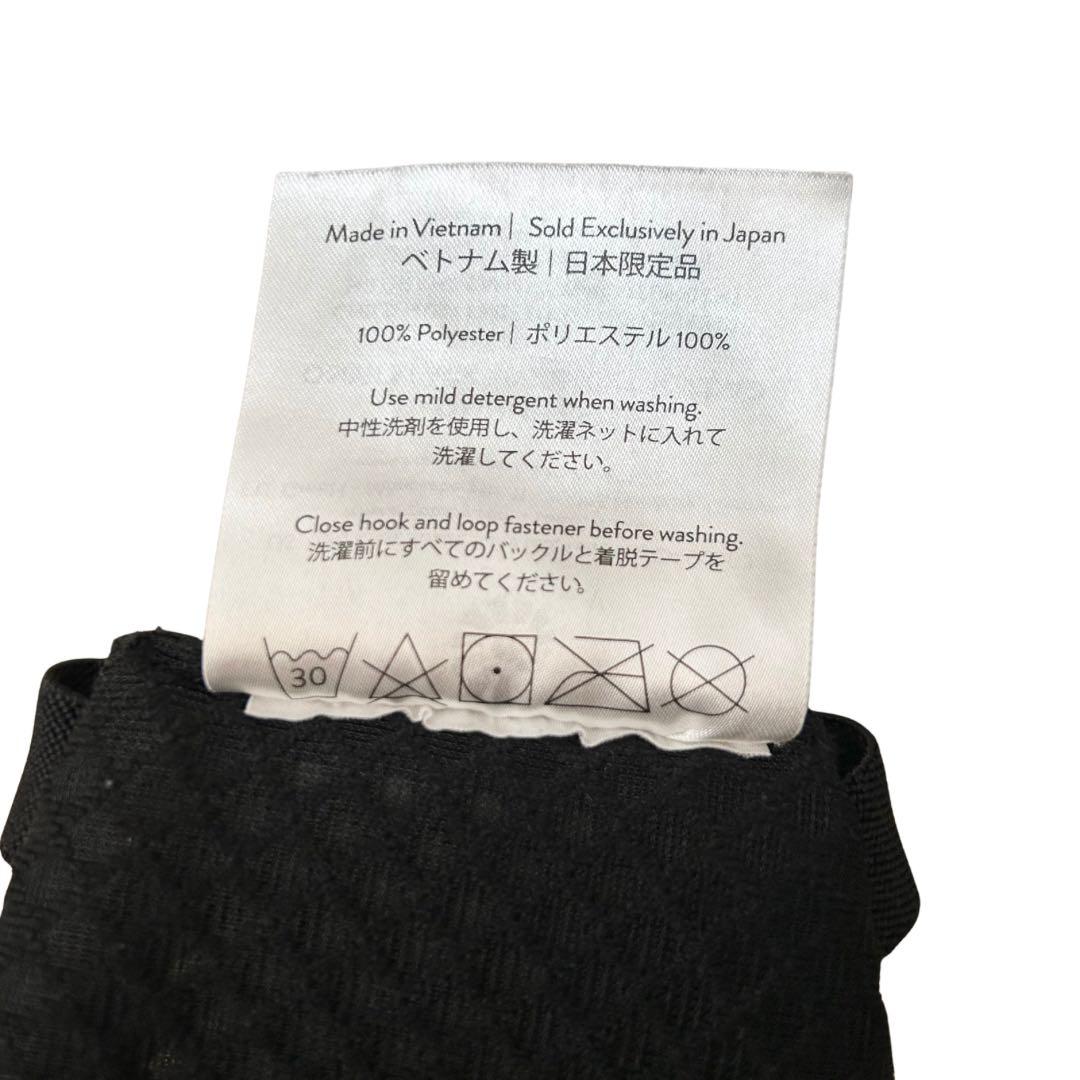 Made in Vietnam | Sold Exclusively in Japan
ベトナム製 | 日本限定品
100% Polyester | ポリエステル 100%
Use mild detergent when washing.
中性洗剤を使用し、洗濯ネットに入れて
洗濯してください。
Close hook and loop fastener before washing.
洗濯前にすべてのバックルと着脱テープを
留めてください。
30